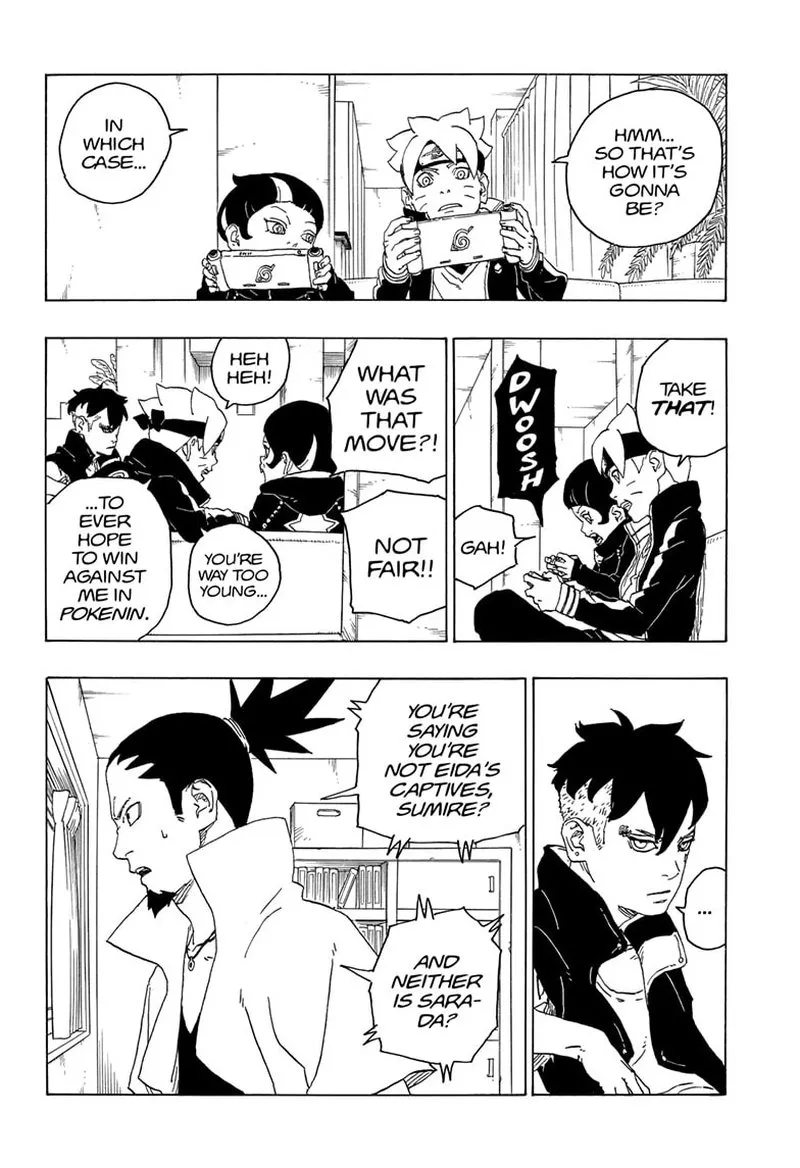 HMM...
SO THAT'S
HOW IT'S
GONNA
BE?
IN
WHICH
CASE...
TAKE
THAT!
DWOOSH
GAH!
WHAT
WAS
THAT
MOVE?!
NOT
FAIR!!
HEH
HEH!
YOU'RE
WAY TOO
YOUNG...
...TO
EVER
HOPE
TO WIN
AGAINST
ME IN
POKENIN.
...
YOU'RE
SAYING
YOU'RE
NOT EIDA'S
CAPTIVES,
SUMIRE?
AND
NEITHER
IS SARA-
DA?